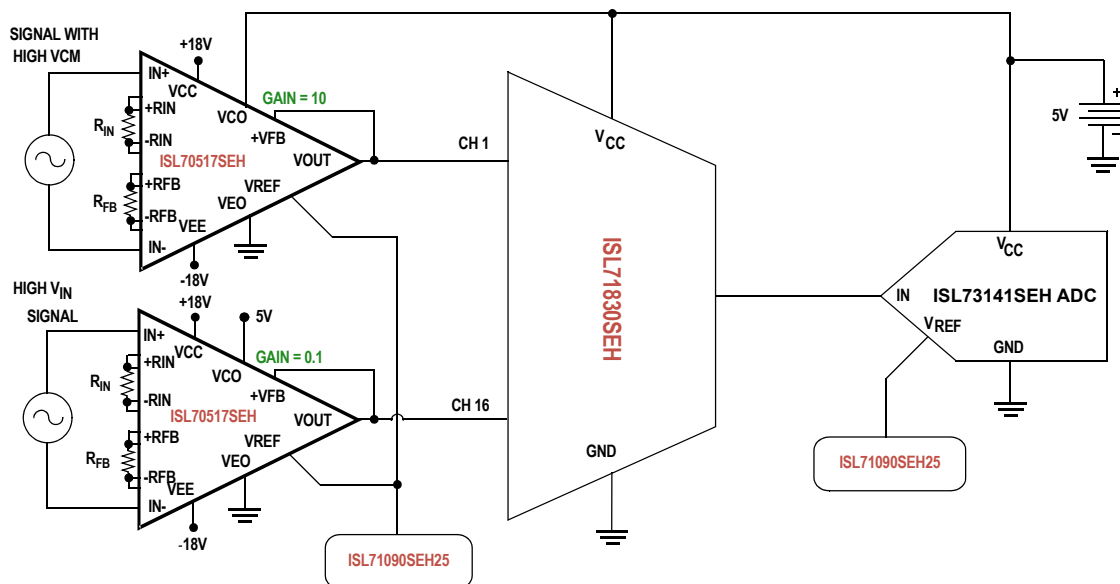 SIGNAL WITH
HIGH VCM
+18V
IN+
VCC
VCO
GAIN = 10
+VFB
+RIN
RIN
-RIN
ISL70517SEH
VOUT
+RFB
RFB
-RFB
VREF
VEO
VEE
IN-
-18V
HIGH VIN
SIGNAL
+18V
5V
IN+
VCC
VCO
GAIN = 0.1
+VFB
+RIN
RIN
-RIN
ISL70517SEH
VOUT
+RFB
RFB
-RFB
VREF
VEO
VEE
IN-
-18V
ISL71090SEH25
CH 1
CH 16
VCC
ISL71830SEH
GND
5V
+
−
VCC
IN
ISL73141SEH ADC
VREF
GND
ISL71090SEH25